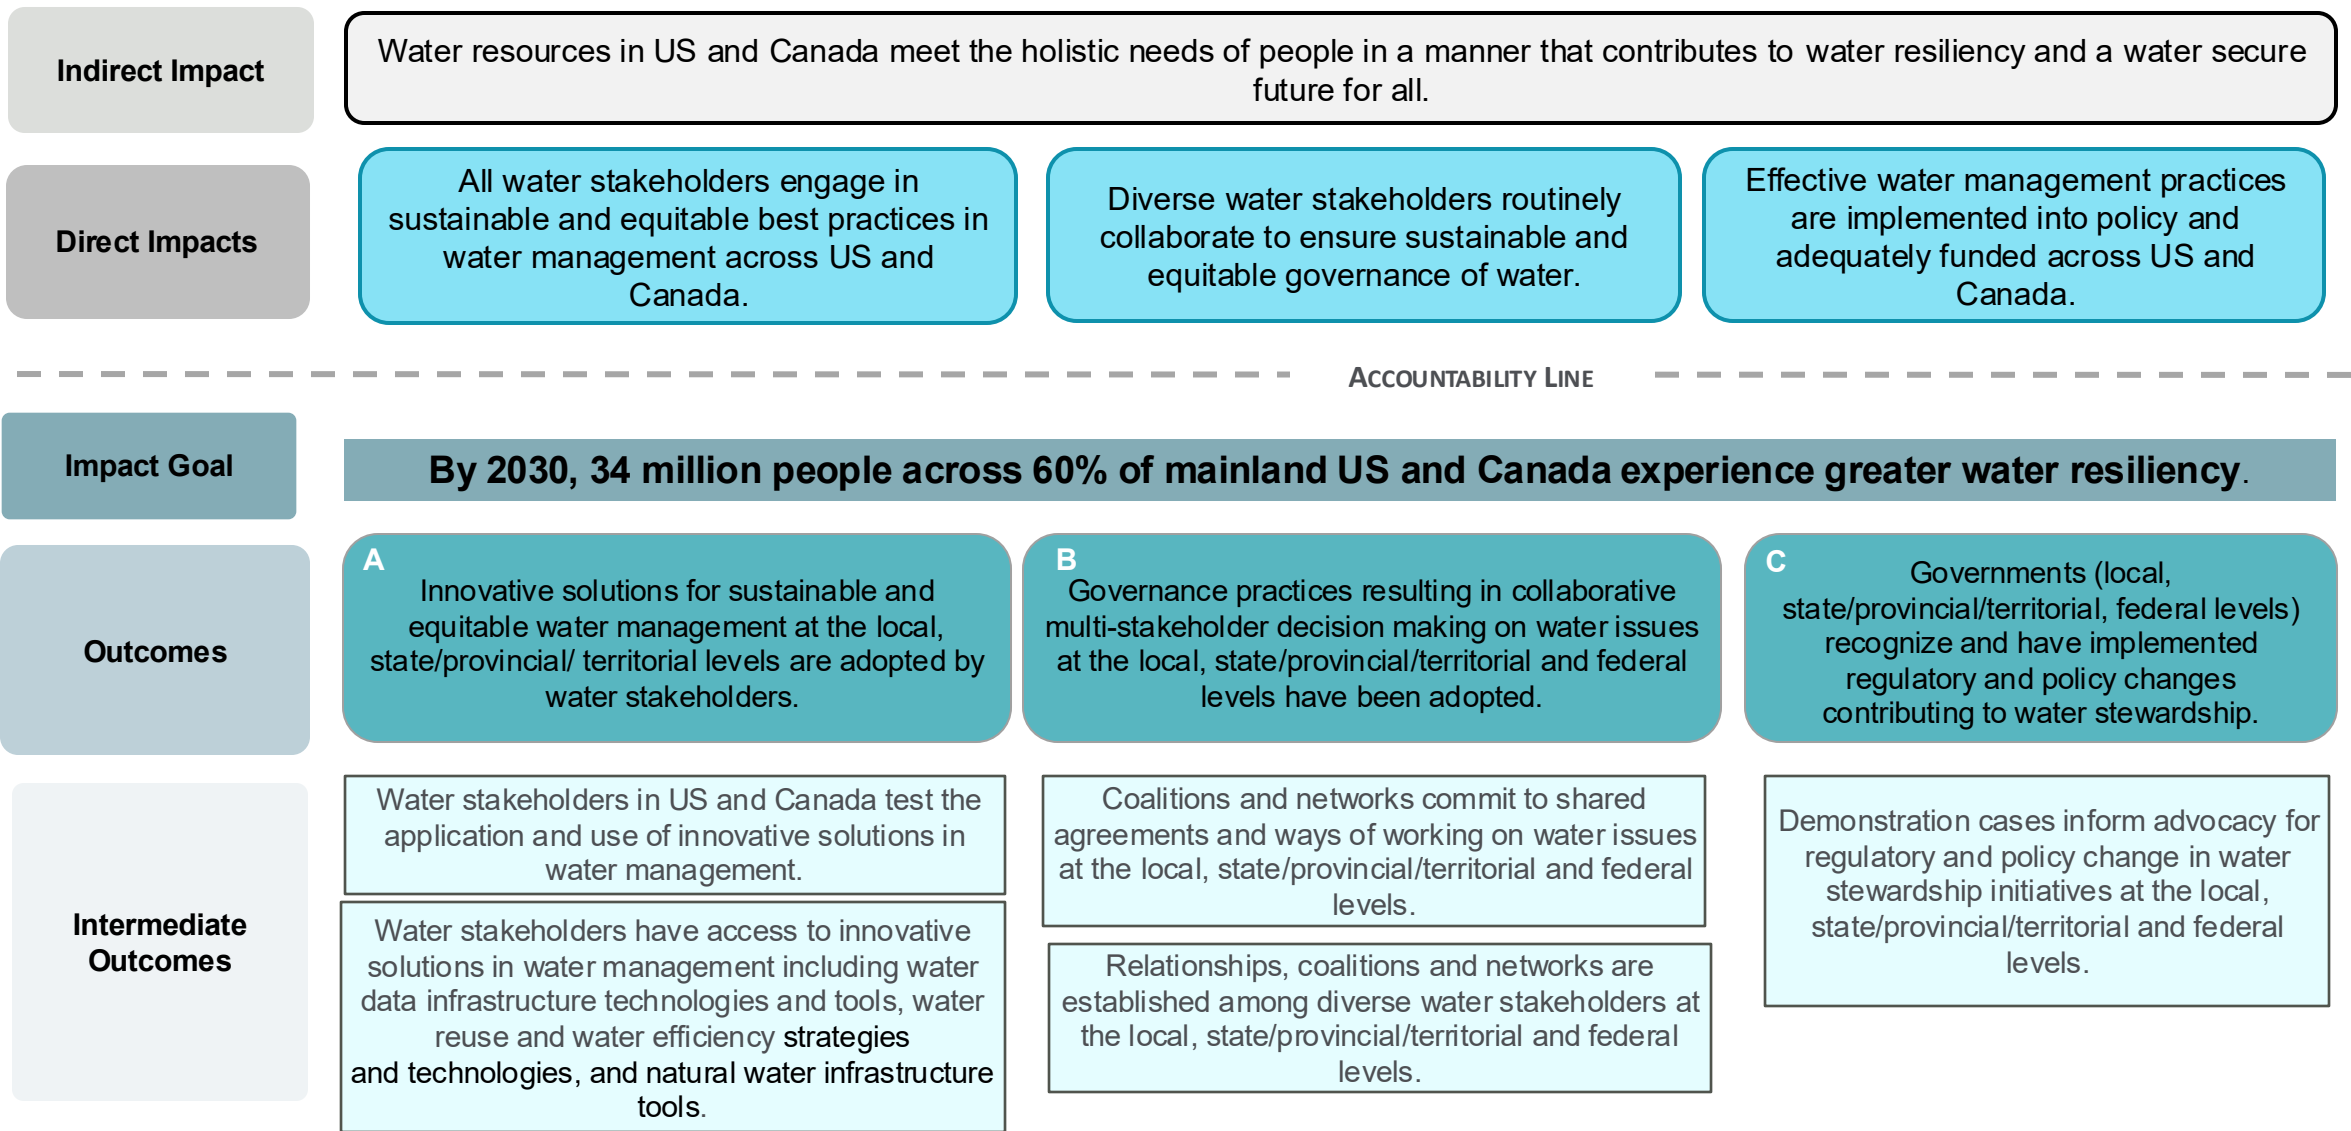 Indirect Impact
Water resources in US and Canada meet the holistic needs of people in a manner that contributes to water resiliency and a water secure
future for all.
Direct Impacts
All water stakeholders engage in
sustainable and equitable best practices in
water management across US and
Canada.
Diverse water stakeholders routinely
collaborate to ensure sustainable and
equitable governance of water.
Effective water management practices
are implemented into policy and
adequately funded across US and
Canada.
ACCOUNTABILITY LINE
Impact Goal
By 2030, 34 million people across 60% of mainland US and Canada experience greater water resiliency.
Outcomes
A
Innovative solutions for sustainable and
equitable water management at the local,
state/provincial/ territorial levels are adopted by
water stakeholders.
B
Governance practices resulting in collaborative
multi-stakeholder decision making on water issues
at the local, state/provincial/territorial and federal
levels have been adopted.
C
Governments (local,
state/provincial/territorial, federal levels)
recognize and have implemented
regulatory and policy changes
contributing to water stewardship.
Intermediate
Outcomes
Water stakeholders in US and Canada test the
application and use of innovative solutions in
water management.
Water stakeholders have access to innovative
solutions in water management including water
data infrastructure technologies and tools, water
reuse and water efficiency strategies
and technologies, and natural water infrastructure
tools.
Coalitions and networks commit to shared
agreements and ways of working on water issues
at the local, state/provincial/territorial and federal
levels.
Relationships, coalitions and networks are
established among diverse water stakeholders at
the local, state/provincial/territorial and federal
levels.
Demonstration cases inform advocacy for
regulatory and policy change in water
stewardship initiatives at the local,
state/provincial/territorial and federal
levels.